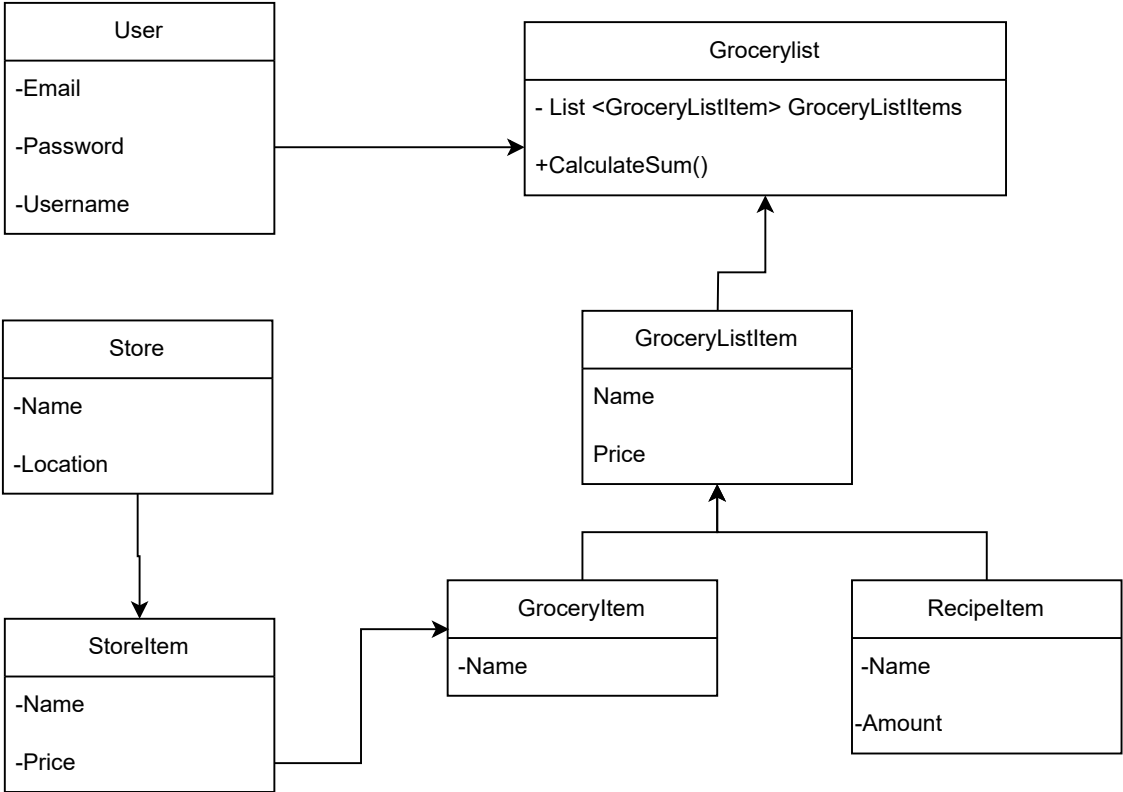 User
-Email
-Password
-Username
Grocerylist
- List <GroceryListItem> GroceryListItems
+CalculateSum()
Store
-Name
-Location
GroceryListItem
Name
Price
StoreItem
-Name
-Price
GroceryItem
-Name
RecipeItem
-Name
-Amount